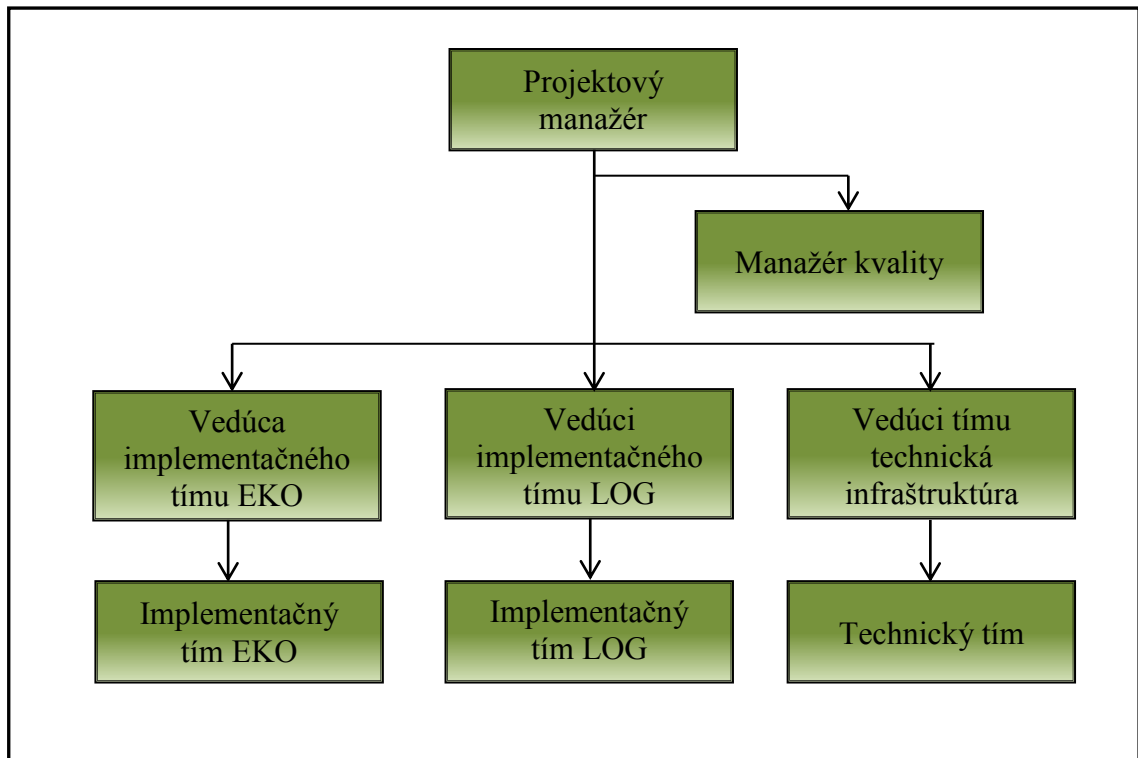 Projektový
manažér
Manažér kvality
Vedúca
implementačného
tímu EKO
Vedúci
implementačného
tímu LOG
Vedúci tímu
technická
infraštruktúra
Implementačný
tím EKO
Implementačný
tím LOG
Technický tím